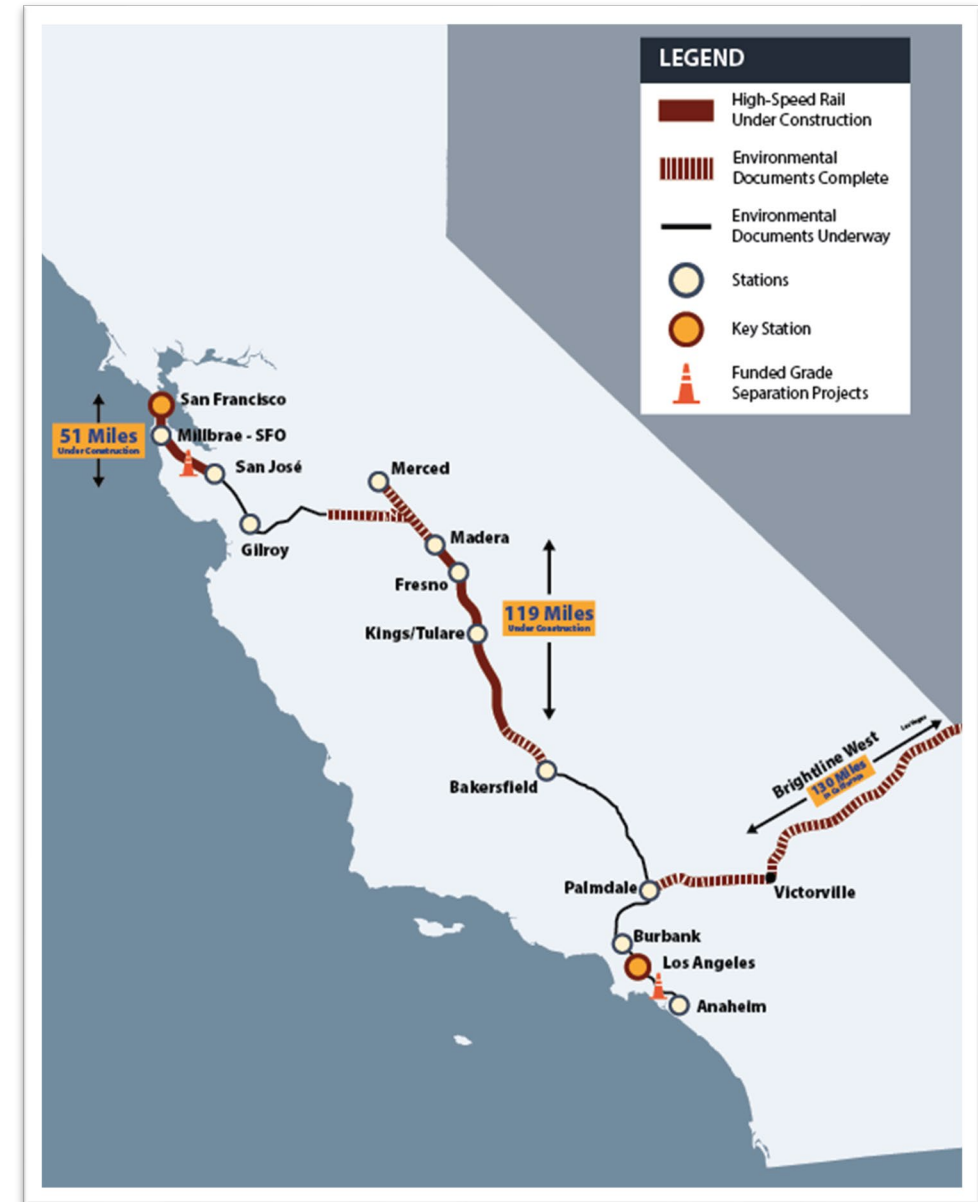 LEGEND
High-Speed Rail
Under Construction
Environmental
Documents Complete
Environmental
Documents Underway
Stations
Key Station
Funded Grade
Separation Projects
San Francisco
51 Miles
Under Construction
Millbrae - SFO
San José
Merced
Gilroy
Madera
Fresno
119 Miles
Under Construction
Kings/Tulare
Las Vegas
Brightline West
130 Miles
in California
Bakersfield
Palmdale
Victorville
Burbank
Los Angeles
Anaheim